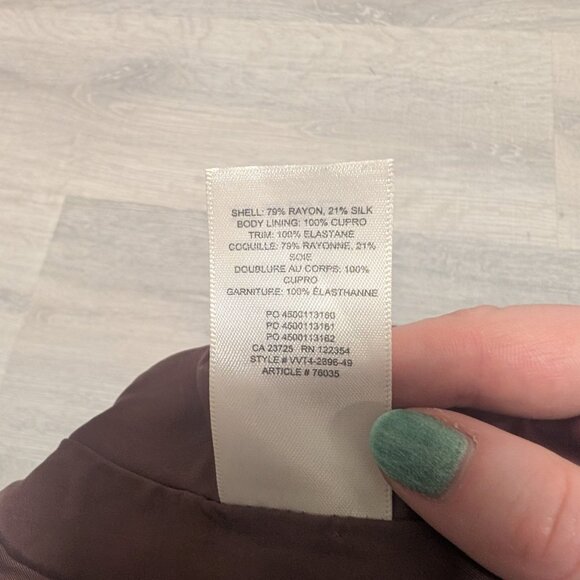 SHELL: 79% RAYON, 21% SILK
BODY LINING: 100% CUPRO
TRIM: 100% ELASTANE
COQUILLE: 79% RAYONNE, 21%
SOIE
DOUBLURE AU CORPS: 100%
CUPRO
GARNITURE: 100% ÉLASTHANNE
PO 4500113160
PO 4500113161
PO 4500113162
CA 23725 RN 122354
STYLE # VVT4-2896-49
ARTICLE # 76035